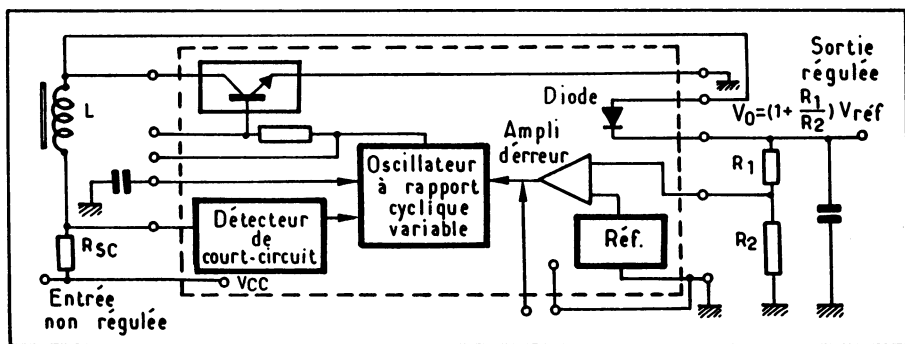 Sortie
régulée
V₀=(1+ R₁/R₂) Vréf
Diode
L
Ampli
d'érreur
Oscillateur
à rapport
cyclique
variable
R₁
Détecteur
de
court-circuit
Réf.
R₂
RSC
VCC
Entrée
non régulée